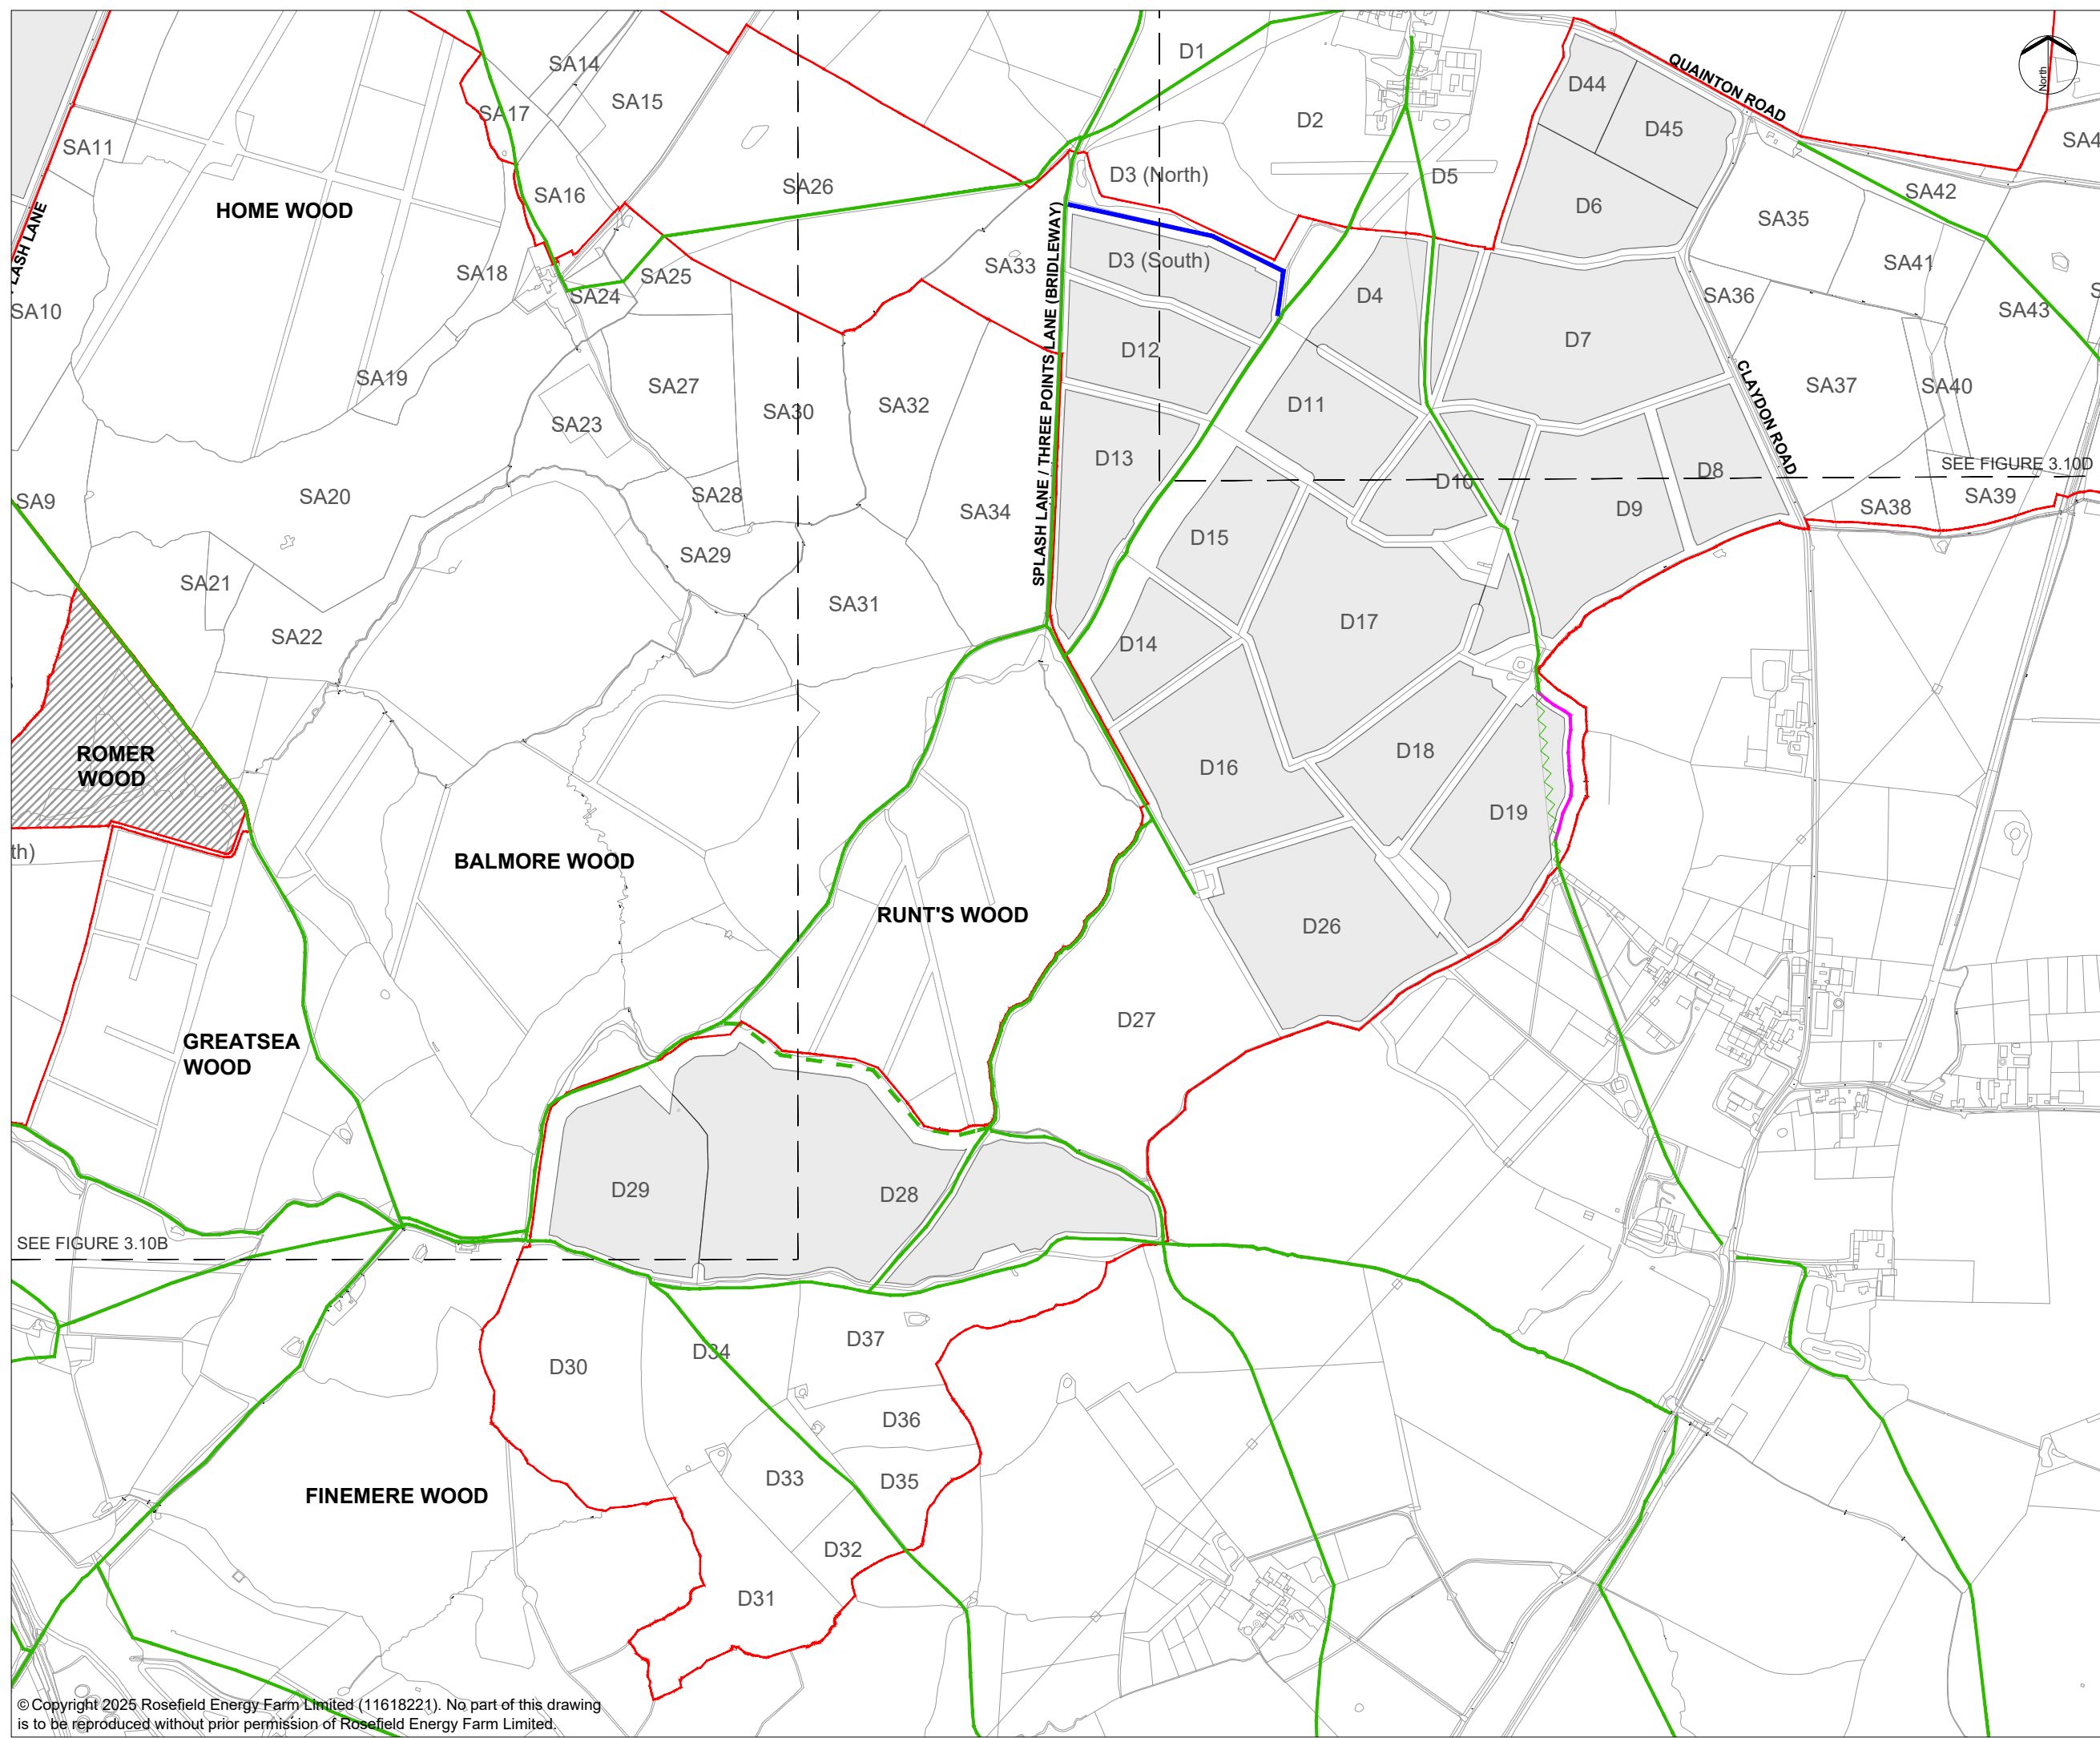 D1
QUAINTON ROAD
North
SA14
SA15
SA17
D44
D2
D45
SA11
D3 (North)
D5
SA26
SA16
SA42
HOME WOOD
D6
SA35
D3 (South)
SA33
SA18
SA25
SA24
D4
SA36
SA41
SA43
SA10
D7
D12
SA19
SA27
SA37
SA40
SPLASH LANE / THREE POINTS LANE (BRIDLEWAY)
CLAYDON ROAD
SA30
SA32
D11
SA23
D13
SEE FIGURE 3.10D
D8
D10
SA9
SA20
SA28
SA34
D9
SA38
SA39
D15
SA29
SA21
SA31
D17
SA22
D14
ROMER
WOOD
D18
D16
D19
th)
BALMORE WOOD
RUNT'S WOOD
D26
D27
GREATSEA
WOOD
D29
D28
SEE FIGURE 3.10B
D34
D37
D30
D36
D33
D35
FINEMERE WOOD
D32
D31
© Copyright 2025 Rosefield Energy Farm Limited (11618221). No part of this drawing
is to be reproduced without prior permission of Rosefield Energy Farm Limited.